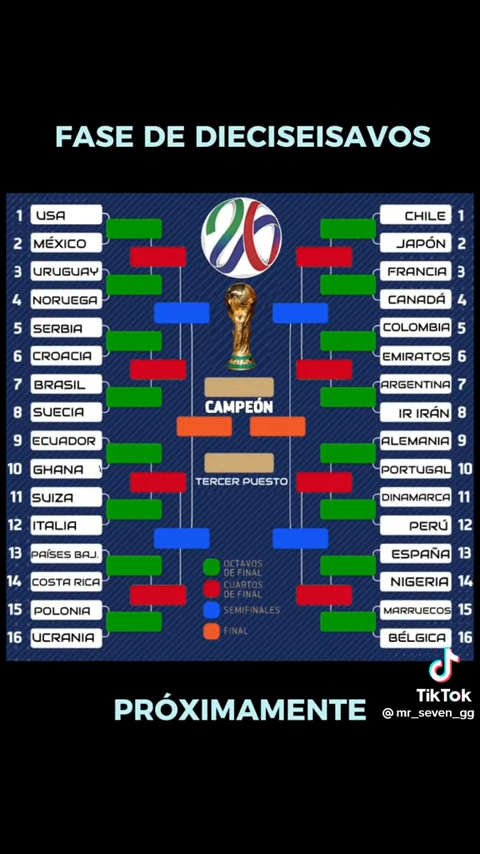 FASE DE DIECISEISAVOS
26
1 USA
2 MÉXICO
3 URUGUAY
4 NORUEGA
5 SERBIA
6 CROACIA
7 BRASIL
8 SUECIA
9 ECUADOR
10 GHANA
11 SUIZA
12 ITALIA
13 PAÍSES BAJ.
14 COSTA RICA
15 POLONIA
16 UCRANIA
CAMPEÓN
TERCER PUESTO
OCTAVOS
DE FINAL
CUARTOS
DE FINAL
SEMIFINALES
FINAL
CHILE 1
JAPÓN 2
FRANCIA 3
CANADÁ 4
COLOMBIA 5
EMIRATOS 6
ARGENTINA 7
IR IRÁN 8
ALEMANIA 9
PORTUGAL 10
DINAMARCA 11
PERÚ 12
ESPAÑA 13
NIGERIA 14
MARRUECOS 15
BÉLGICA 16
PRÓXIMAMENTE
TikTok
@mr_seven_gg